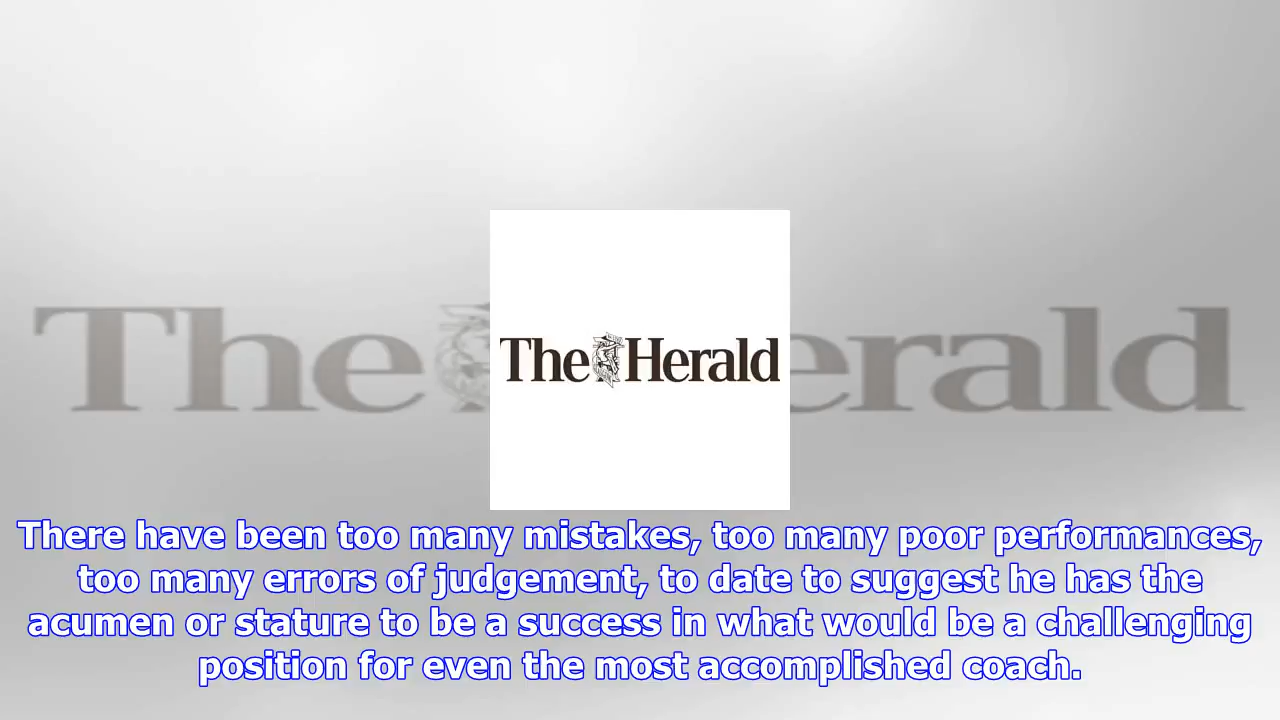 The Herald
The Herald
There have been too many mistakes, too many poor performances,
too many errors of judgement, to date to suggest he has the
acumen or stature to be a success in what would be a challenging
position for even the most accomplished coach.